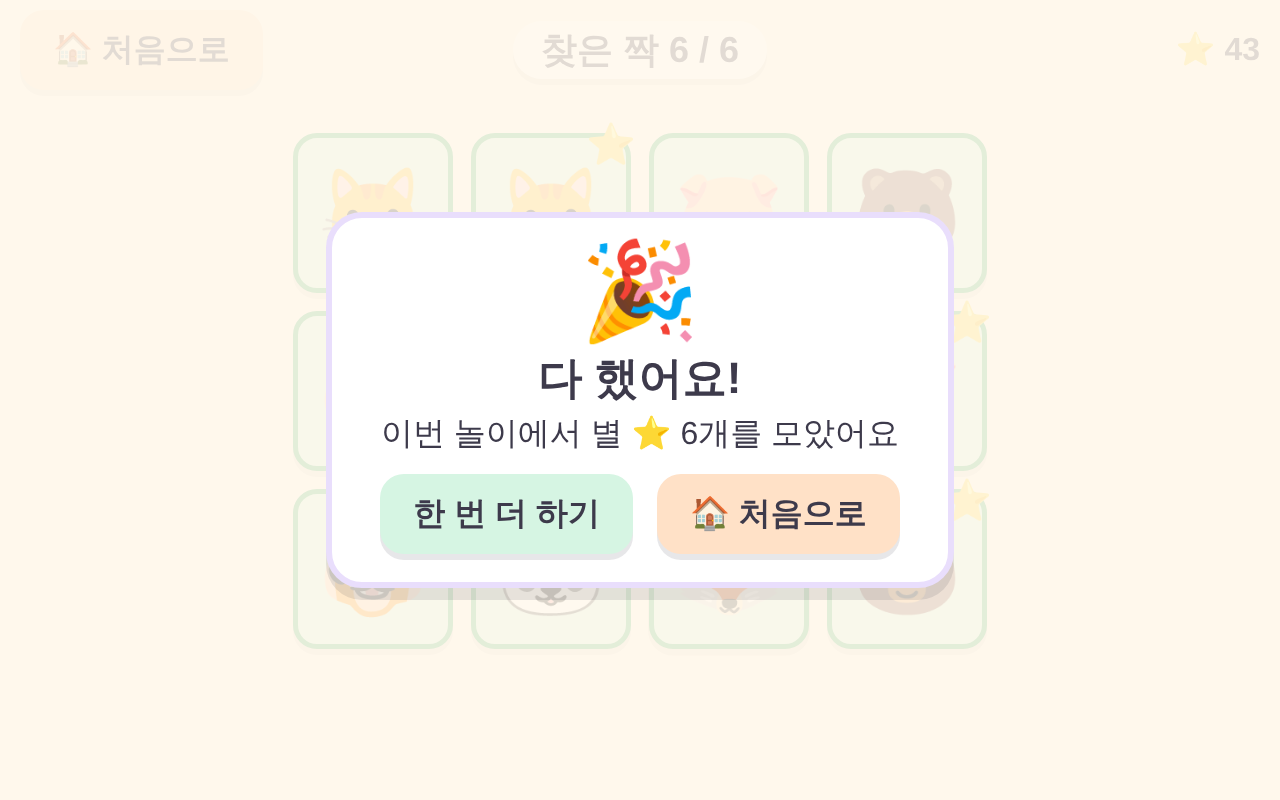 🏠 처음으로
찾은 짝 6 / 6
⭐ 43
다 했어요!
이번 놀이에서 별 ⭐ 6개를 모았어요
한 번 더 하기
🏠 처음으로